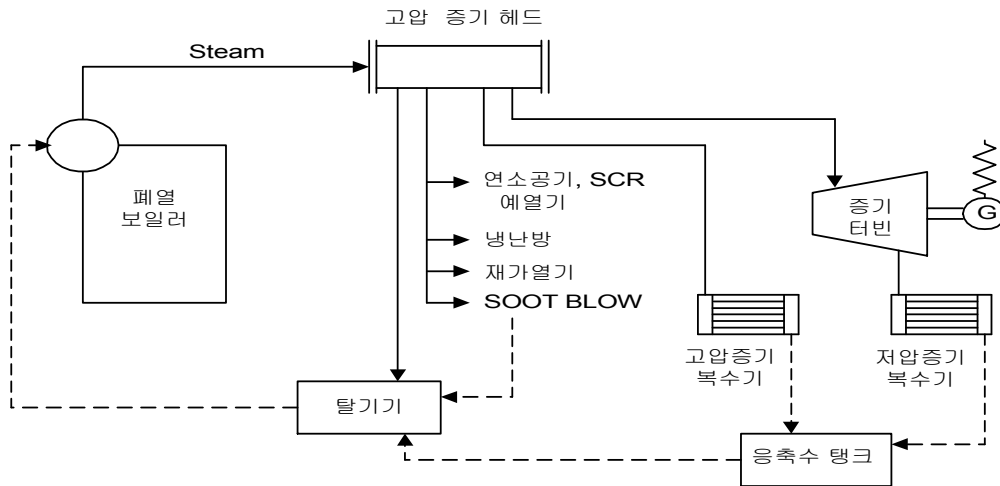 고압 증기 헤드
Steam
폐열
보일러
연소공기, SCR
예열기
냉난방
재가열기
SOOT BLOW
증기
터빈
G
고압증기
복수기
저압증기
복수기
탈기기
응축수 탱크